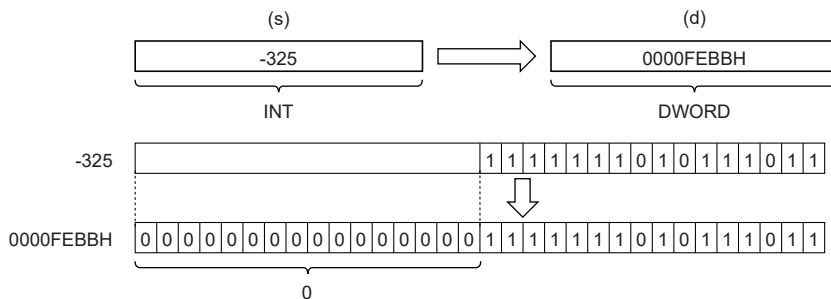 (s) (d)
-325 0000FEBBH
INT DWORD
-325 1 1 1 1 1 1 1 0 1 0 1 1 1 0 1 1
0000FEBBH 0 0 0 0 0 0 0 0 0 0 0 0 0 0 0 0 1 1 1 1 1 1 1 0 1 0 1 1 1 0 1 1
0